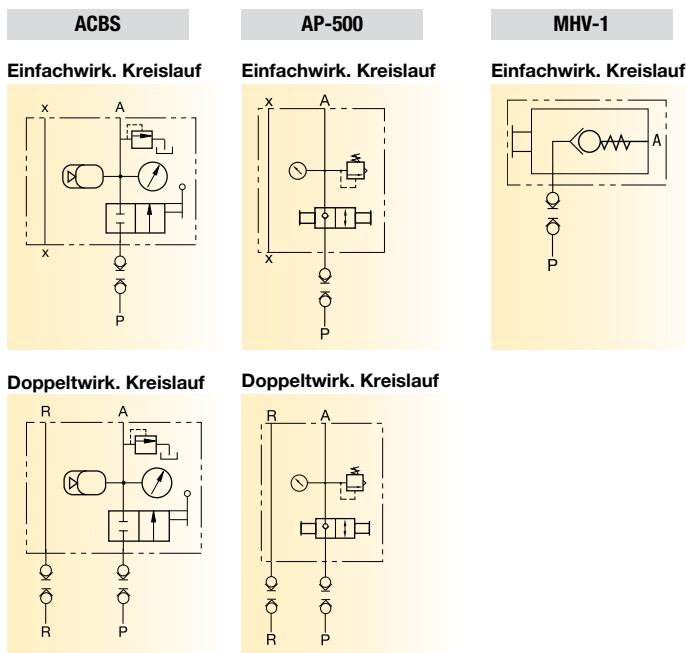 ACBS
AP-500
MHV-1
Einfachwirk. Kreislauf
Einfachwirk. Kreislauf
Einfachwirk. Kreislauf
x A
x
P
x A
x
P
A
P
Doppeltwirk. Kreislauf
Doppeltwirk. Kreislauf
R A
R P
R A
R P